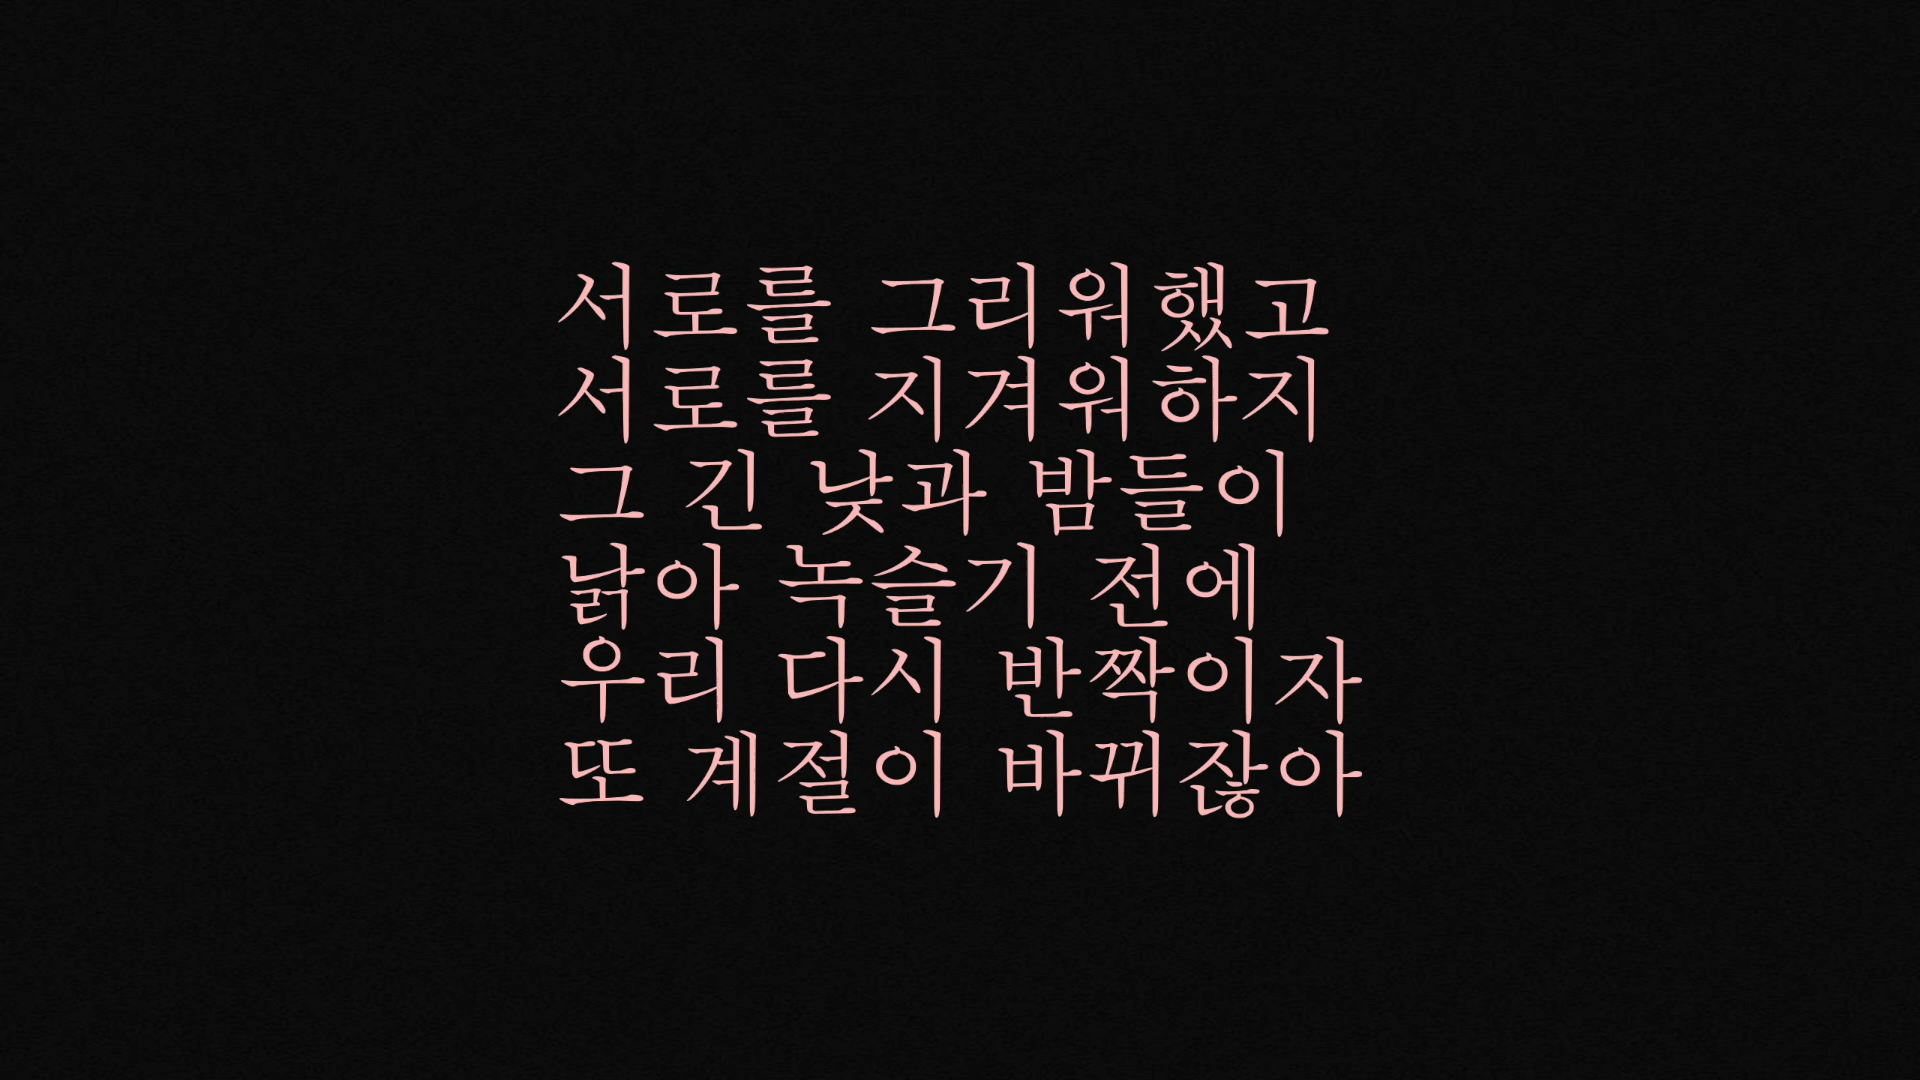 서로를 그리워했고
서로를 지겨워하지
그 긴 낮과 밤들이
낡아 녹슬기 전에
우리 다시 반짝이자
또 계절이 바뀌잖아